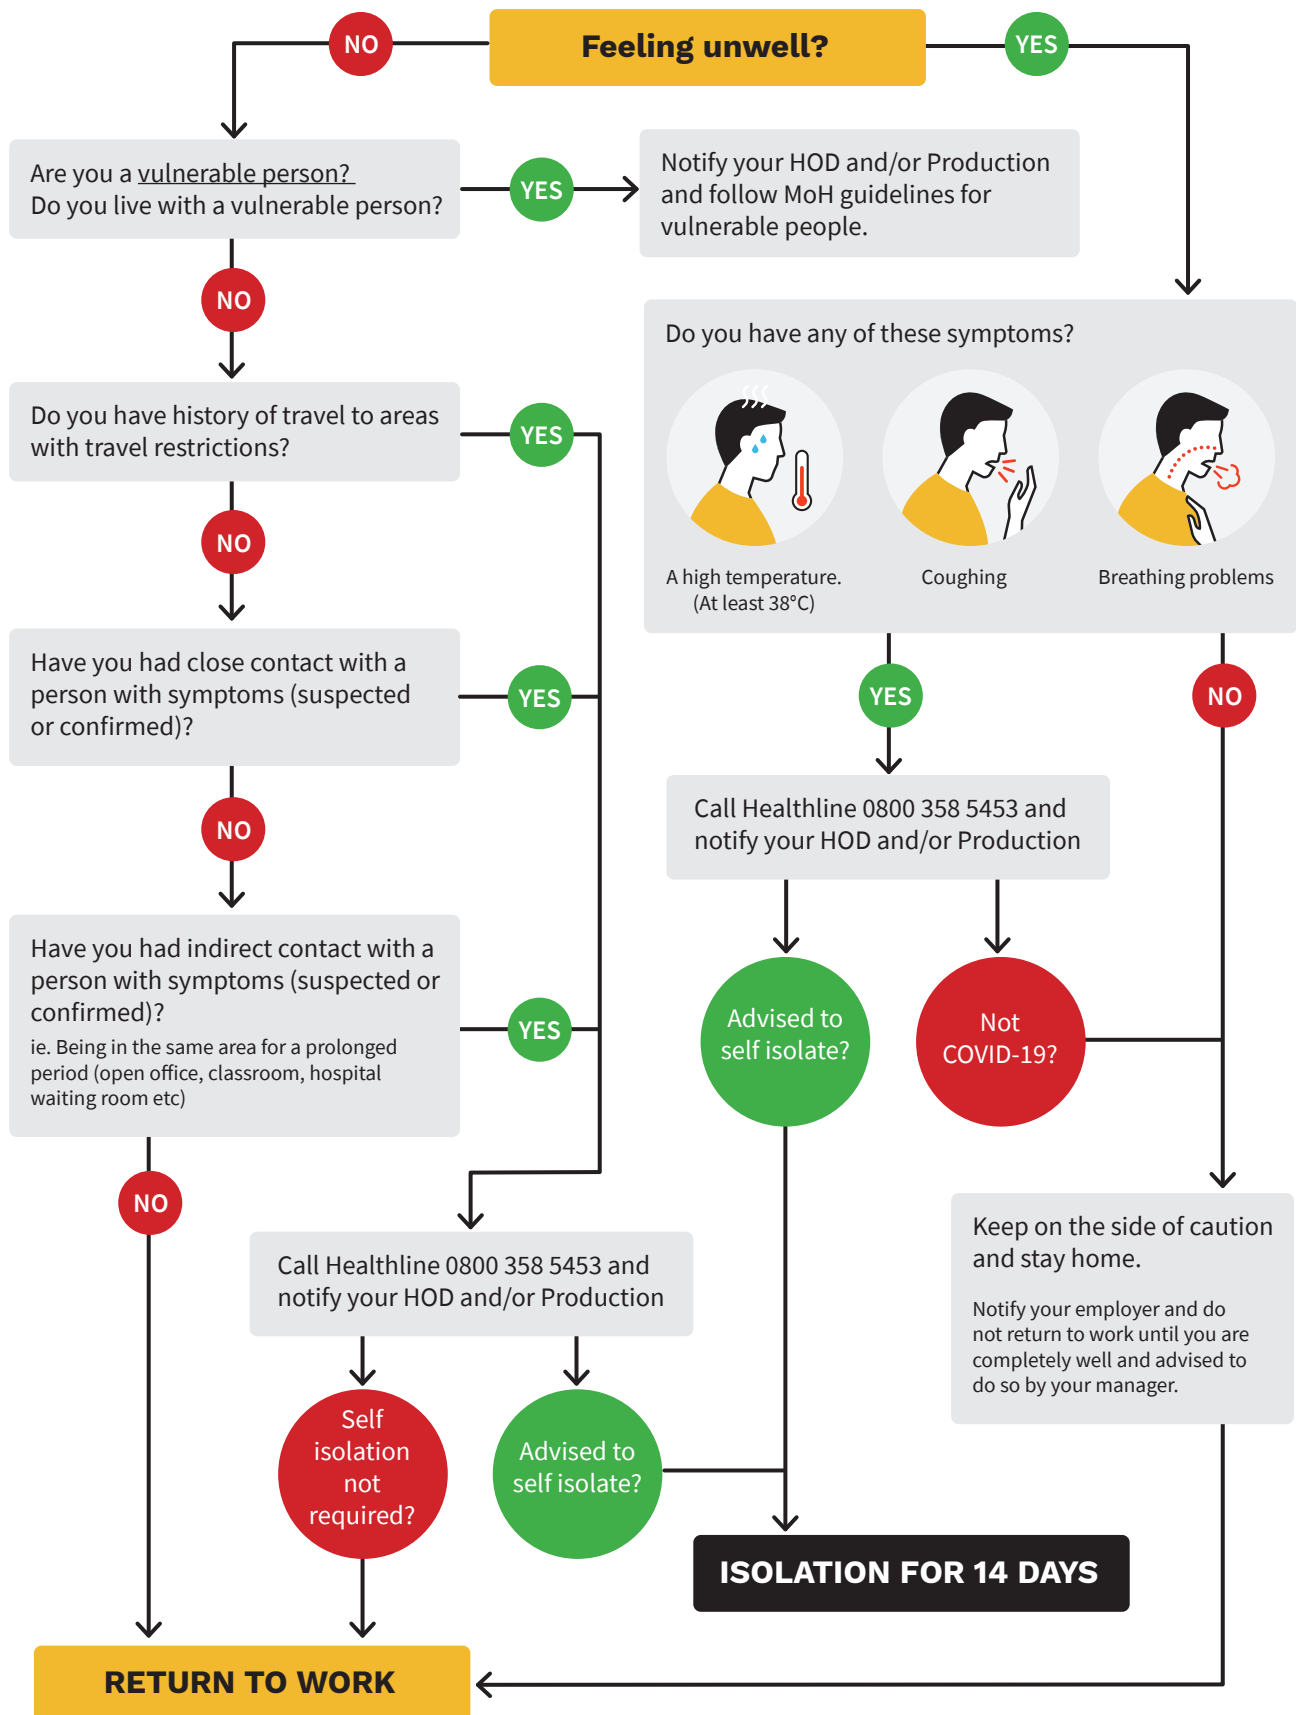 Feeling unwell?
NO
YES
Are you a vulnerable person?
Do you live with a vulnerable person?
YES
Notify your HOD and/or Production
and follow MoH guidelines for
vulnerable people.
NO
Do you have any of these symptoms?
A high temperature.
(At least 38°C)
Coughing
Breathing problems
Do you have history of travel to areas
with travel restrictions?
YES
NO
Have you had close contact with a
person with symptoms (suspected
or confirmed)?
YES
YES
NO
Call Healthline 0800 358 5453 and
notify your HOD and/or Production
NO
Have you had indirect contact with a
person with symptoms (suspected or
confirmed)?
ie. Being in the same area for a prolonged
period (open office, classroom, hospital
waiting room etc)
YES
Advised to
self isolate?
Not
COVID-19?
NO
Keep on the side of caution
and stay home.
Notify your employer and do
not return to work until you are
completely well and advised to
do so by your manager.
Call Healthline 0800 358 5453 and
notify your HOD and/or Production
Self
isolation
not
required?
Advised to
self isolate?
ISOLATION FOR 14 DAYS
RETURN TO WORK